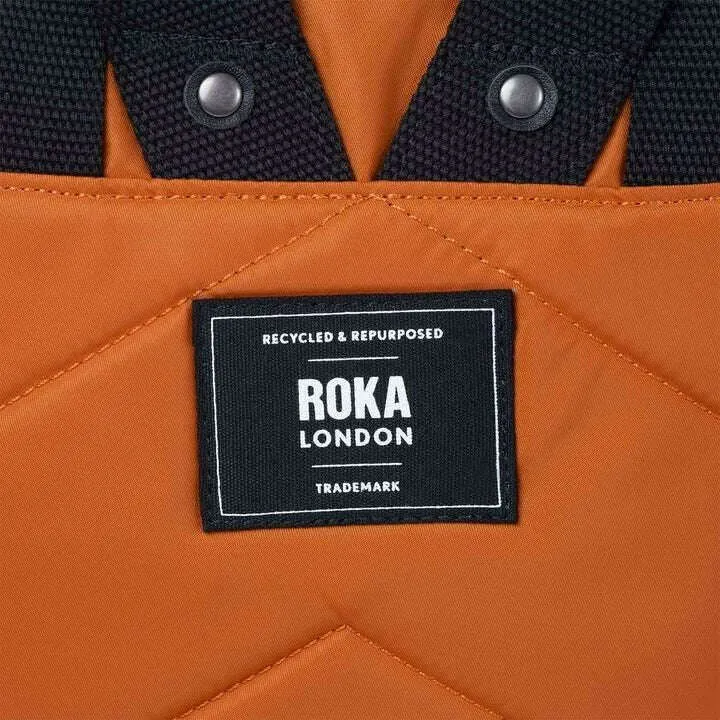 RECYCLED & REPURPOSED
ROKA
LONDON
TRADEMARK